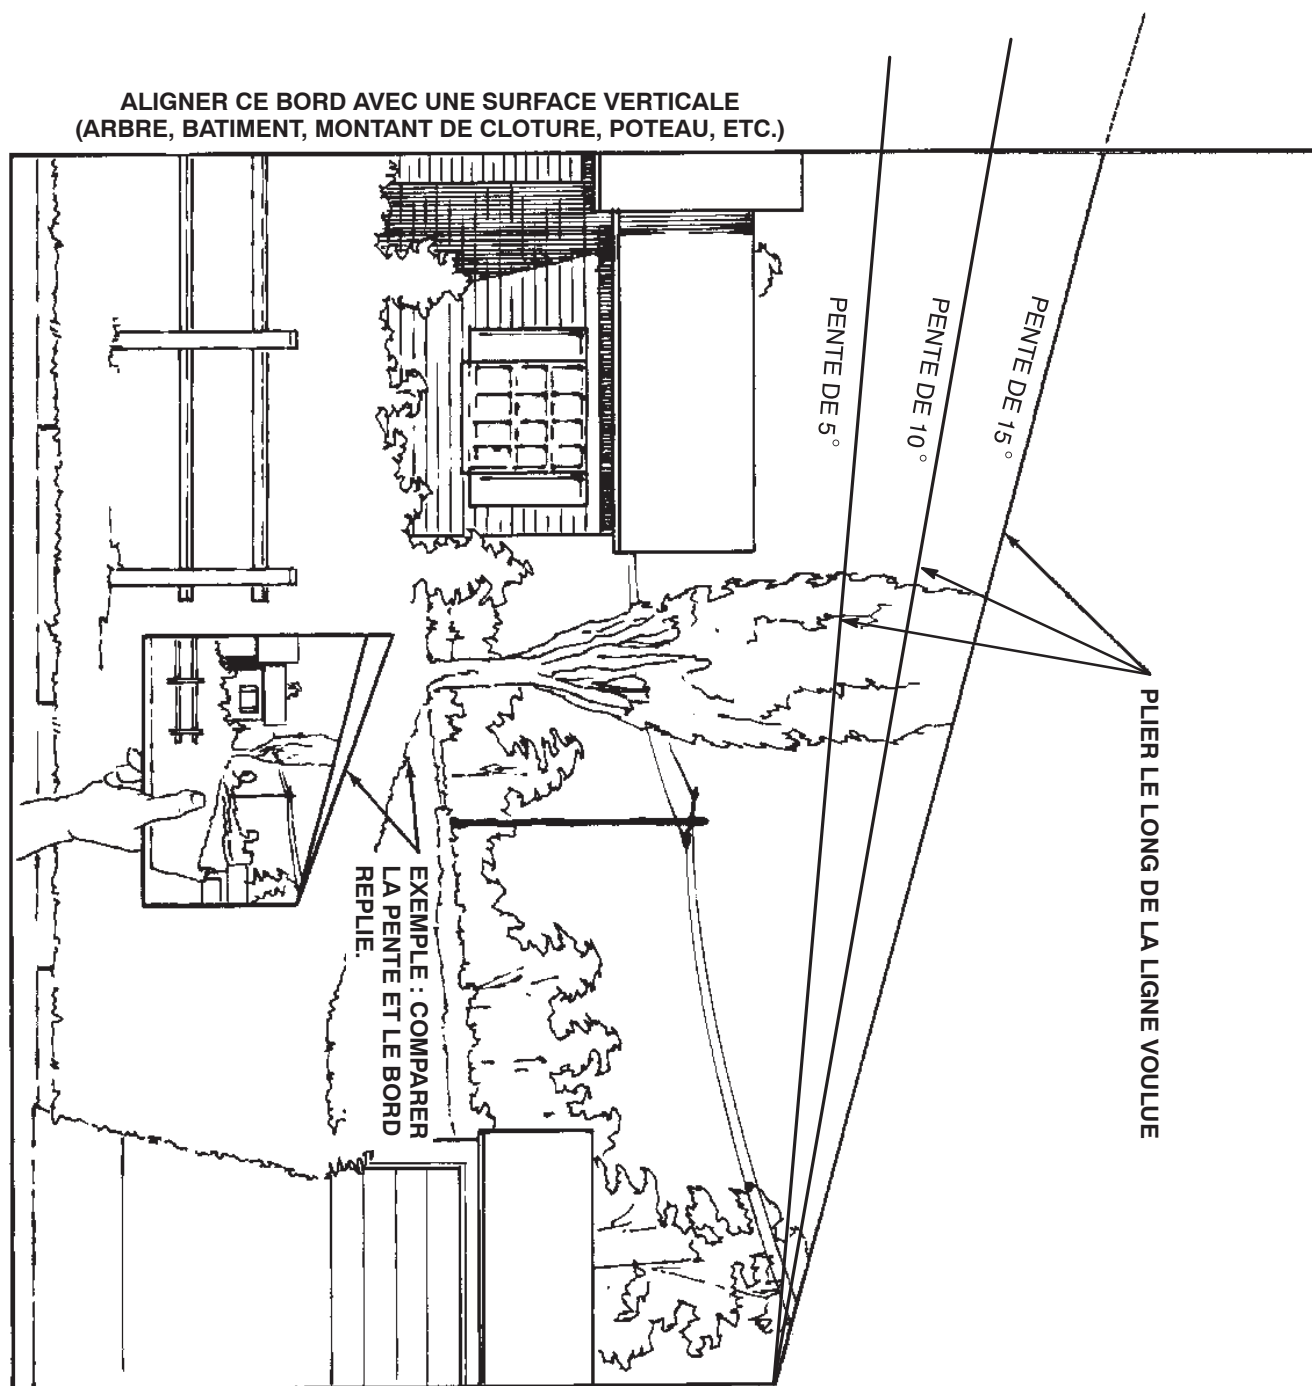 ALIGNER CE BORD AVEC UNE SURFACE VERTICALE
(ARBRE, BATIMENT, MONTANT DE CLOTURE, POTEAU, ETC.)
PENTE DE 5°
PENTE DE 10°
PENTE DE 15°
PLIER LE LONG DE LA LIGNE VOULUE
EXEMPLE : COMPARER
LA PENTE ET LE BORD
REPLIE.